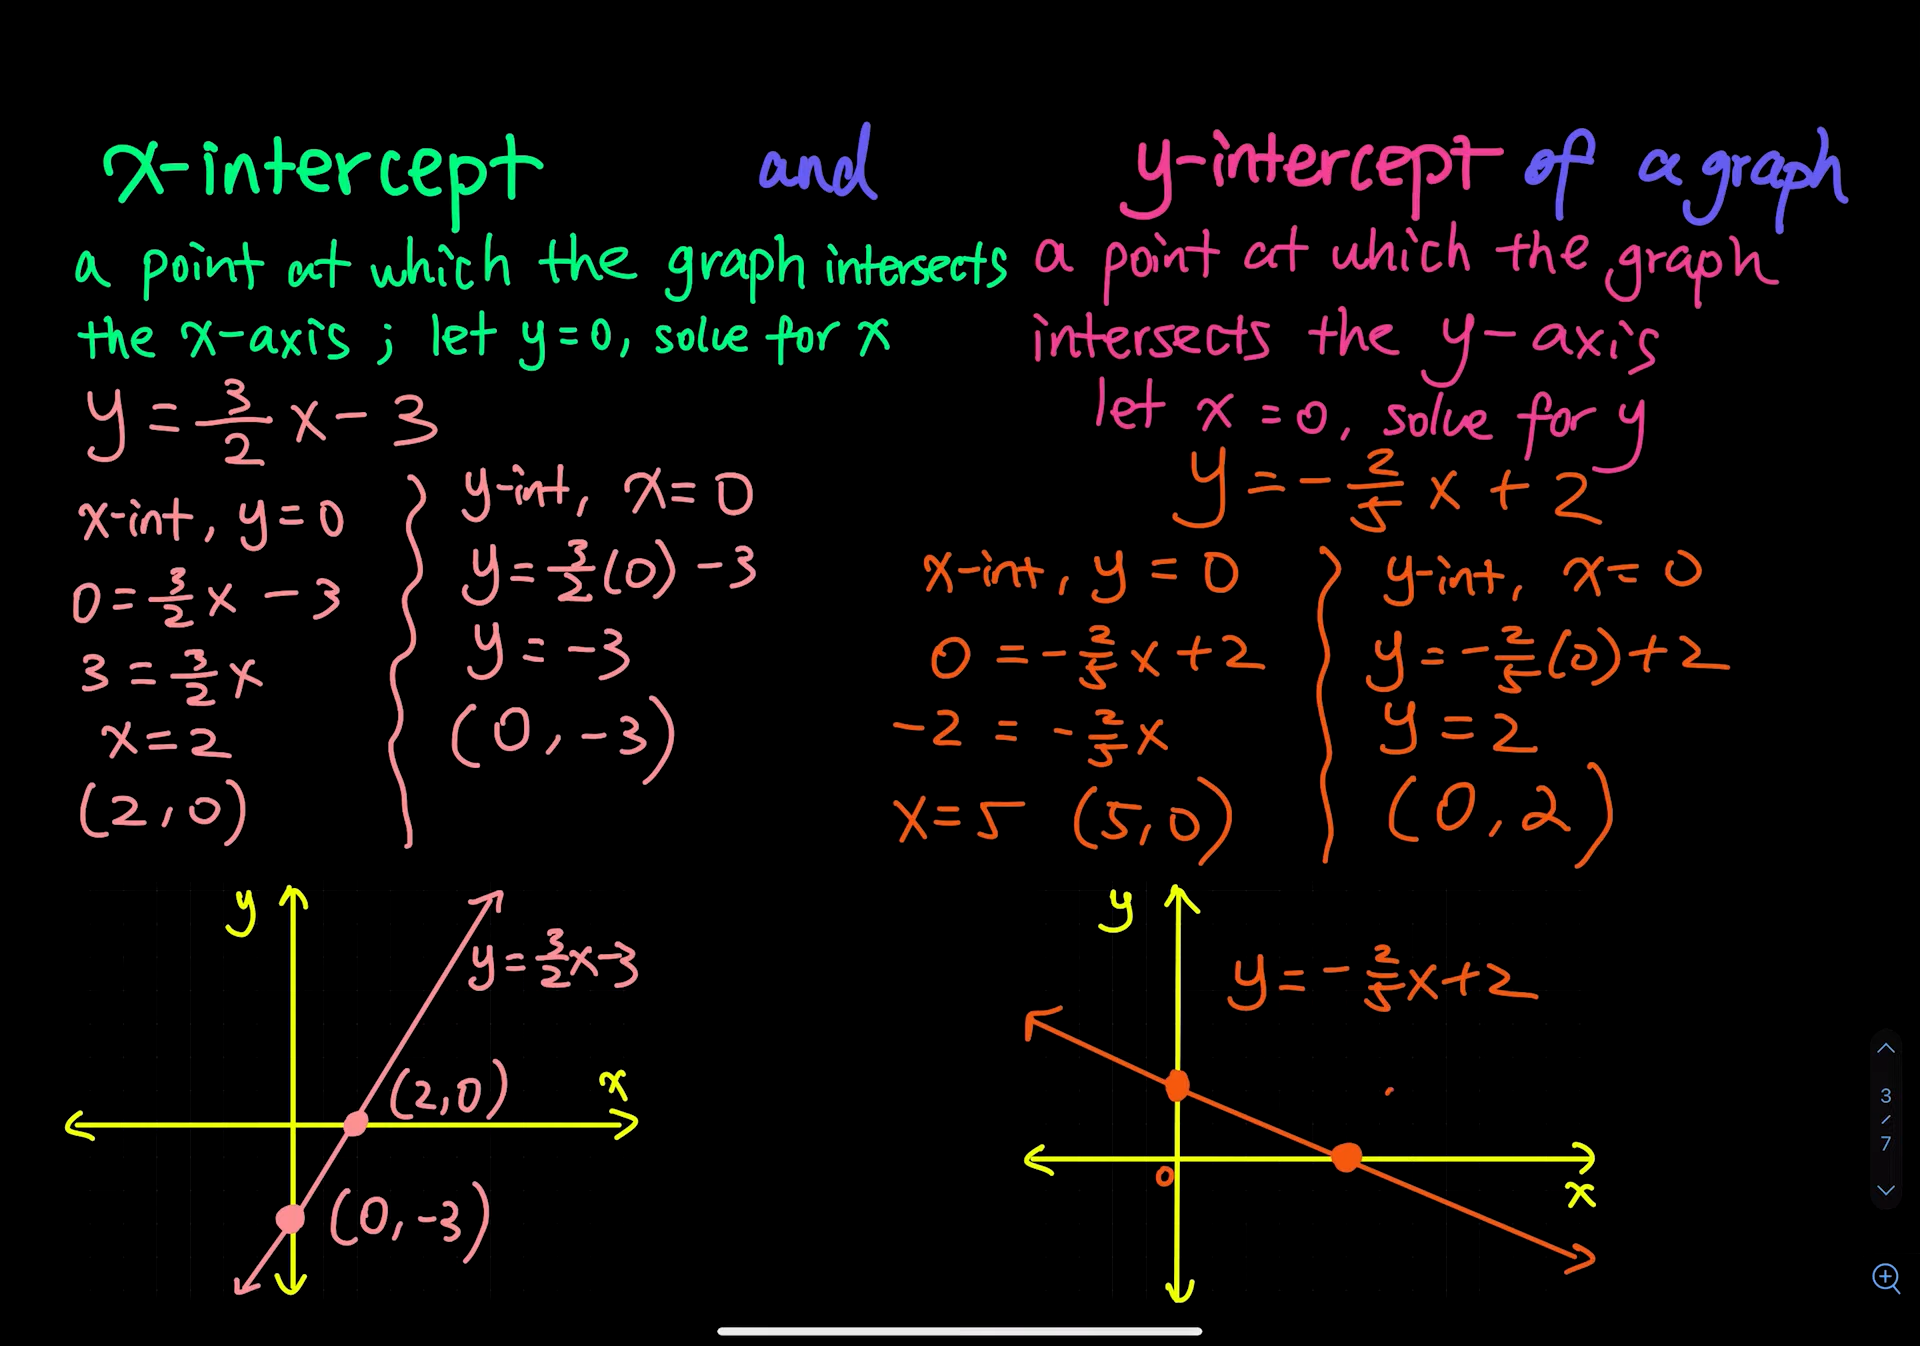 x-intercept and y-intercept of a graph
a point at which the graph intersects
the x-axis ; let y=0, solve for x
a point at which the graph
intersects the y-axis
let x = 0, solve for y
y = 3/2 x - 3
x-int, y=0
0 = 3/2 x - 3
3 = 3/2 x
x=2
(2,0)
y-int, x=0
y = 3/2 (0) - 3
y = -3
(0, -3)
y = - 2/5 x + 2
x-int, y = 0
0 = - 2/5 x + 2
-2 = - 2/5 x
x=5 (5,0)
y-int, x=0
y = - 2/5 (0) + 2
y = 2
(0, 2)
y
y = 3/2 x - 3
(2,0)
x
(0, -3)
y
y = - 2/5 x + 2
0
x
3
/
7